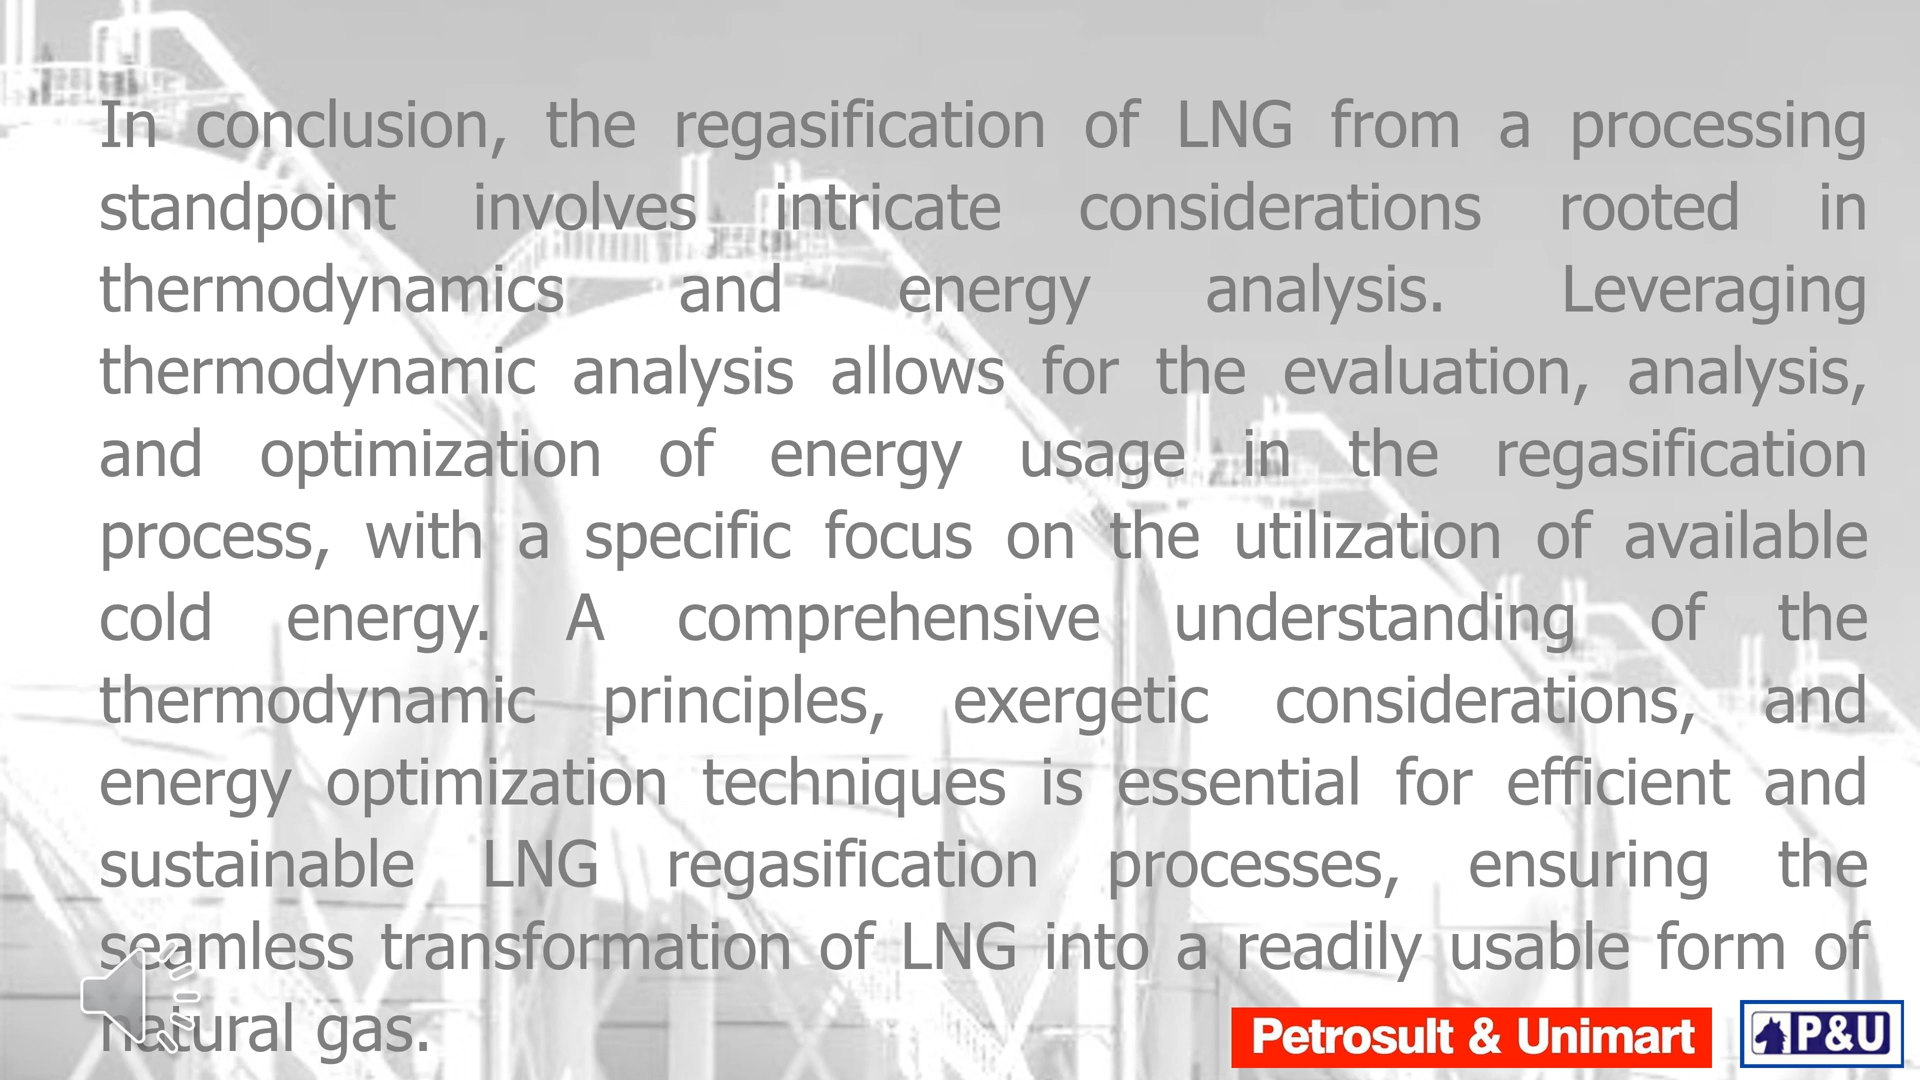 In conclusion, the regasification of LNG from a processing
standpoint involves intricate considerations rooted in
thermodynamics and energy analysis. Leveraging
thermodynamic analysis allows for the evaluation, analysis,
and optimization of energy usage in the regasification
process, with a specific focus on the utilization of available
cold energy. A comprehensive understanding of the
thermodynamic principles, exergetic considerations, and
energy optimization techniques is essential for efficient and
sustainable LNG regasification processes, ensuring the
seamless transformation of LNG into a readily usable form of
natural gas.
Petrosult & Unimart
P&U